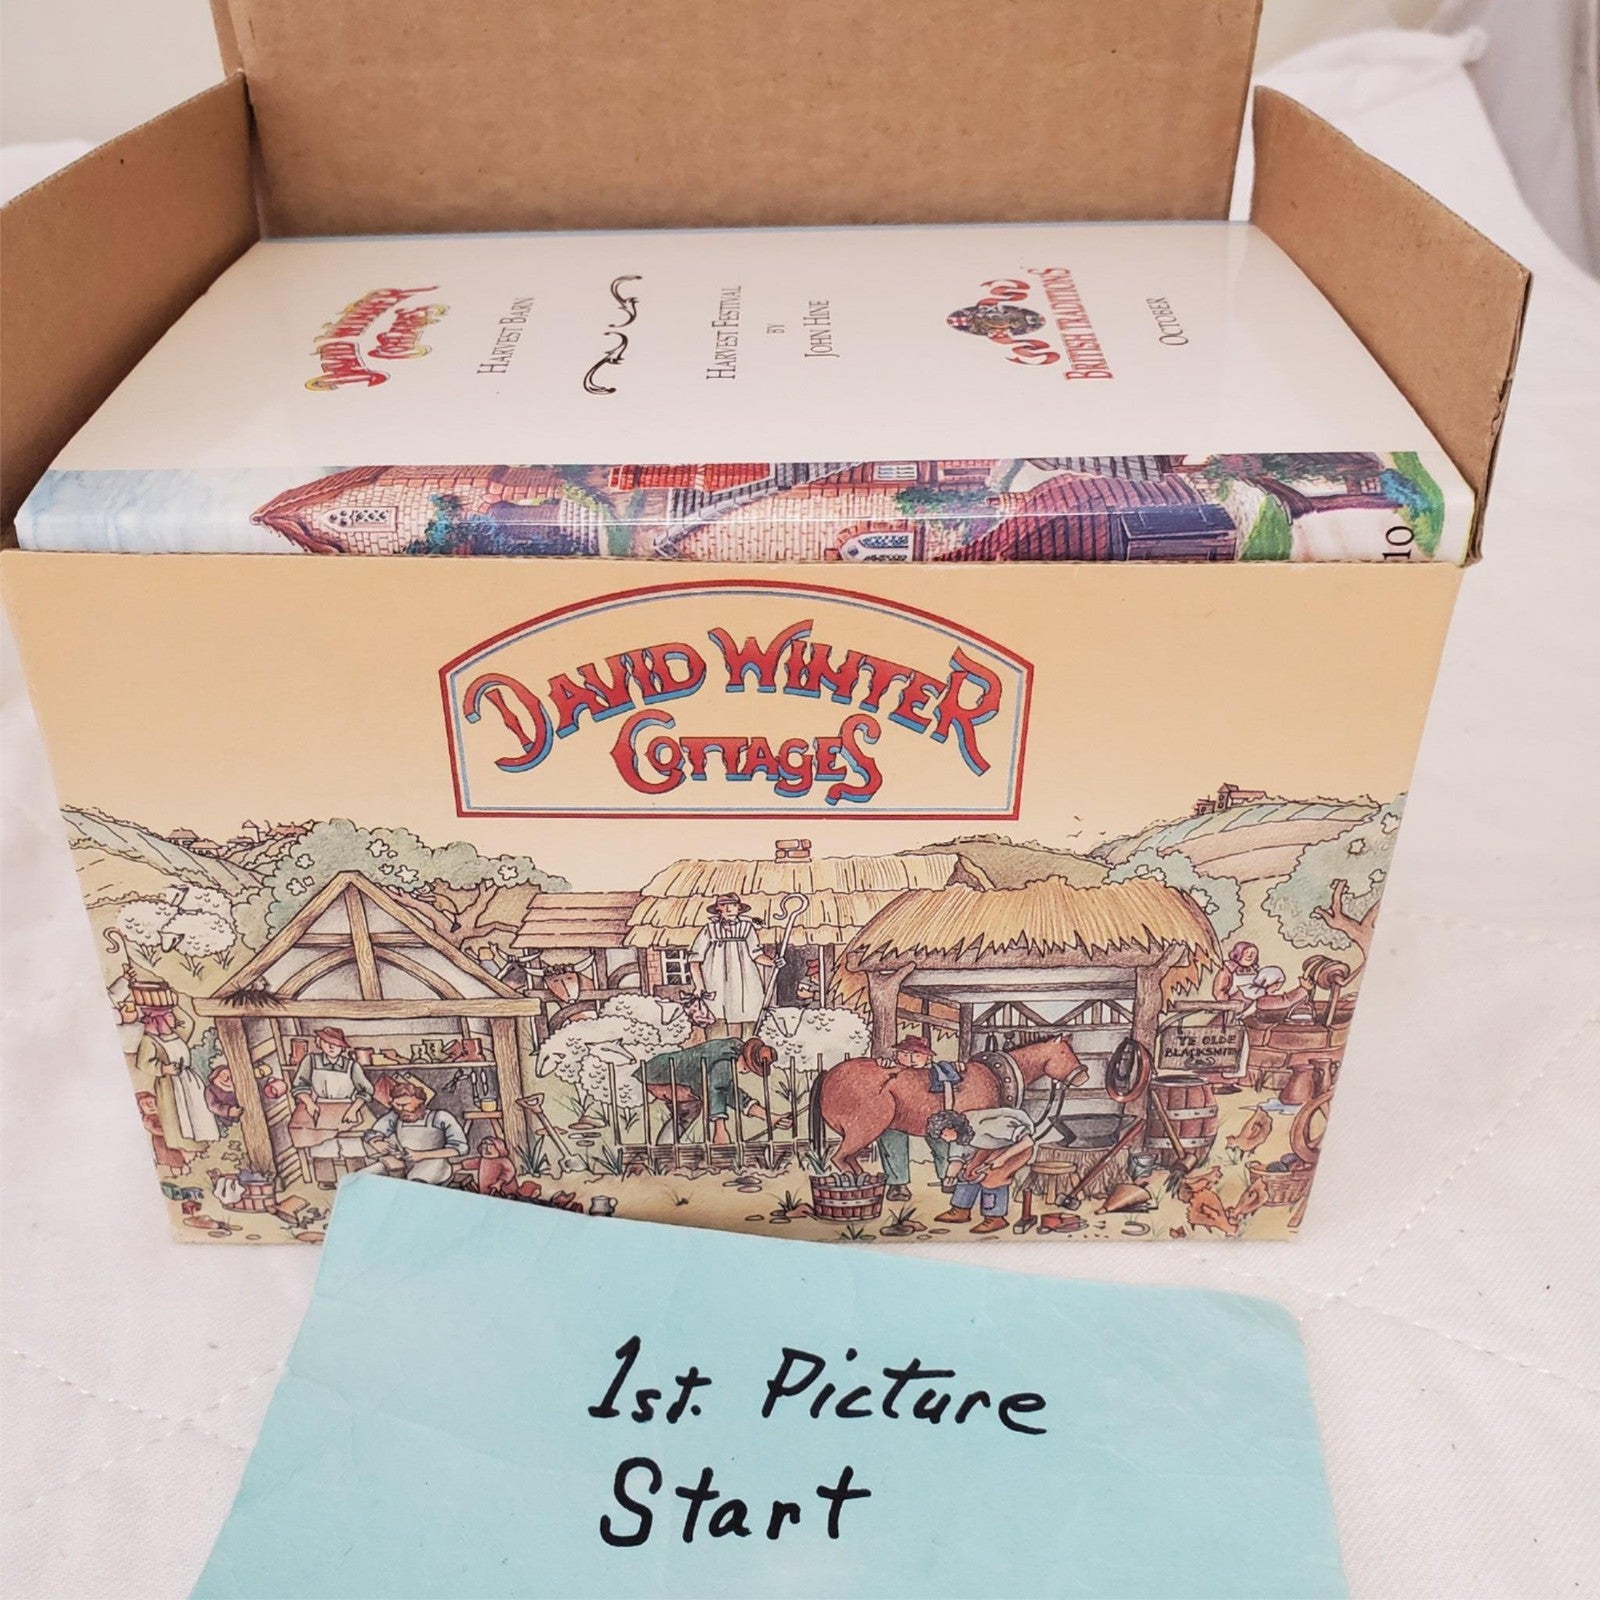 DAVID WINTER
COTTAGES
HARVEST BARN
HARVEST FESTIVAL
BY
JOHN HINE
BRITISH TRADITIONS
OCTOBER
10
DAVID WINTER
COTTAGES
YE OLDE
BLACKSMITH
1st. Picture
Start